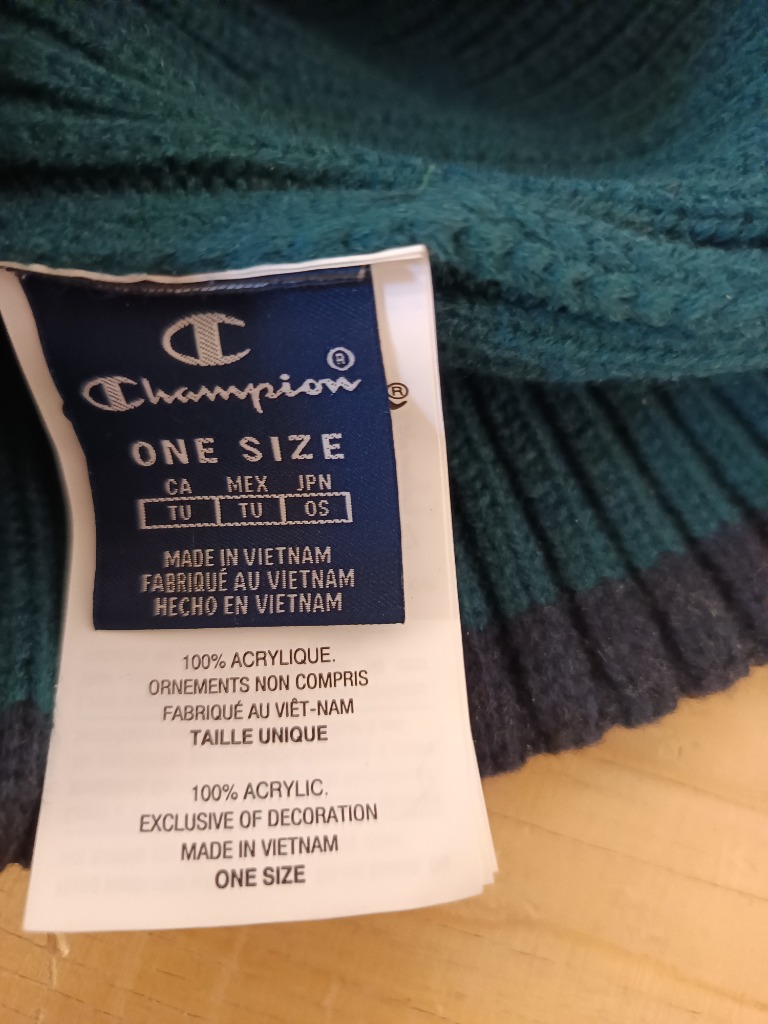 Champion®
®
ONE SIZE
CA MEX JPN
TU TU OS
MADE IN VIETNAM
FABRIQUÉ AU VIETNAM
HECHO EN VIETNAM
100% ACRYLIQUE.
ORNEMENTS NON COMPRIS
FABRIQUÉ AU VIÊT-NAM
TAILLE UNIQUE
100% ACRYLIC.
EXCLUSIVE OF DECORATION
MADE IN VIETNAM
ONE SIZE